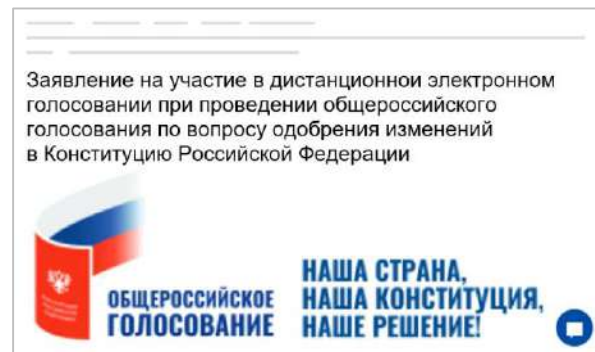 Заявление на участие в дистанционной электронном
голосовании при проведении общероссийского
голосования по вопросу одобрения изменений
в Конституцию Российской Федерации
ОБЩЕРОССИЙСКОЕ
ГОЛОСОВАНИЕ
НАША СТРАНА,
НАША КОНСТИТУЦИЯ,
НАШЕ РЕШЕНИЕ!